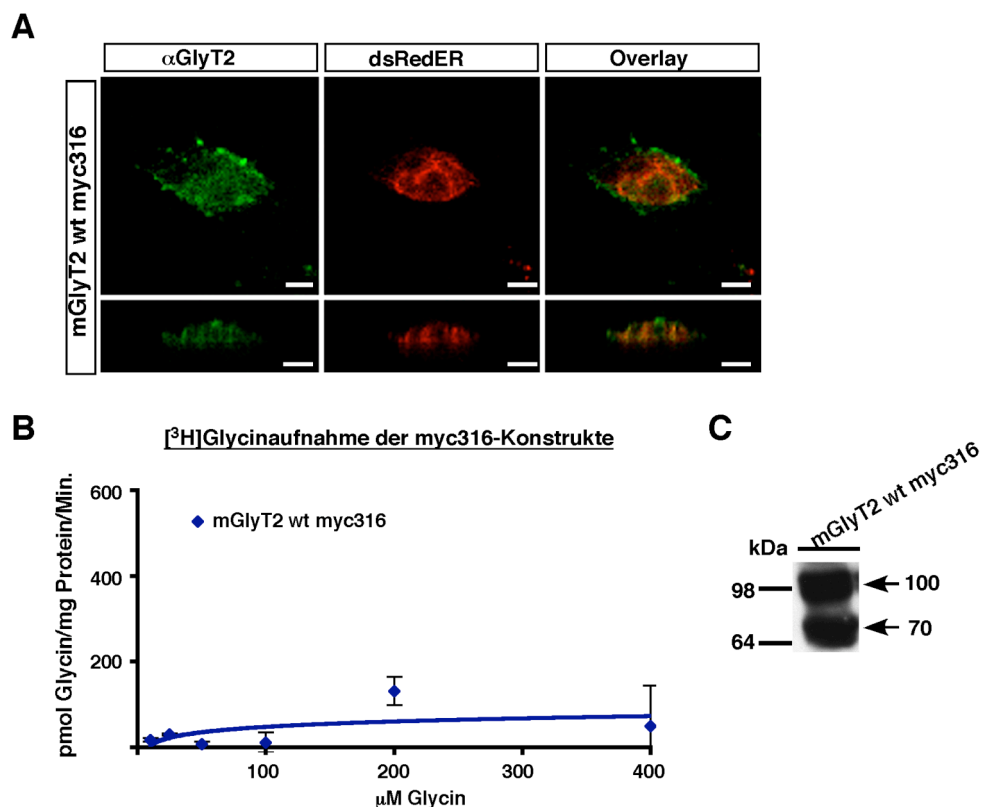 A
αGlyT2
dsRedER
Overlay
mGlyT2 wt myc316
B
[³H]Glycinaufnahme der myc316-Konstrukte
pmol Glycin/mg Protein/Min.
600
400
200
mGlyT2 wt myc316
100
200
300
400
µM Glycin
C
mGlyT2 wt myc316
kDa
98
100
64
70